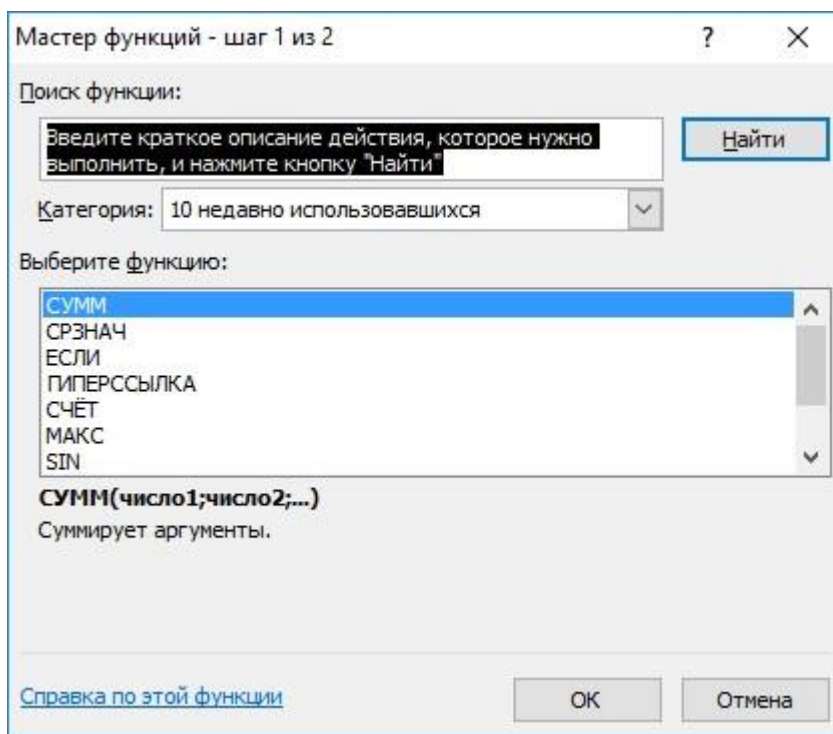 Мастер функций - шаг 1 из 2
Поиск функции:
Введите краткое описание действия, которое нужно
выполнить, и нажмите кнопку "Найти"
Найти
Категория: 10 недавно использовавшихся
Выберите функцию:
СУММ
СРЗНАЧ
ЕСЛИ
ГИПЕРССЫЛКА
СЧЁТ
МАКС
SIN
СУММ(число1;число2;...)
Суммирует аргументы.
Справка по этой функции
ОК
Отмена